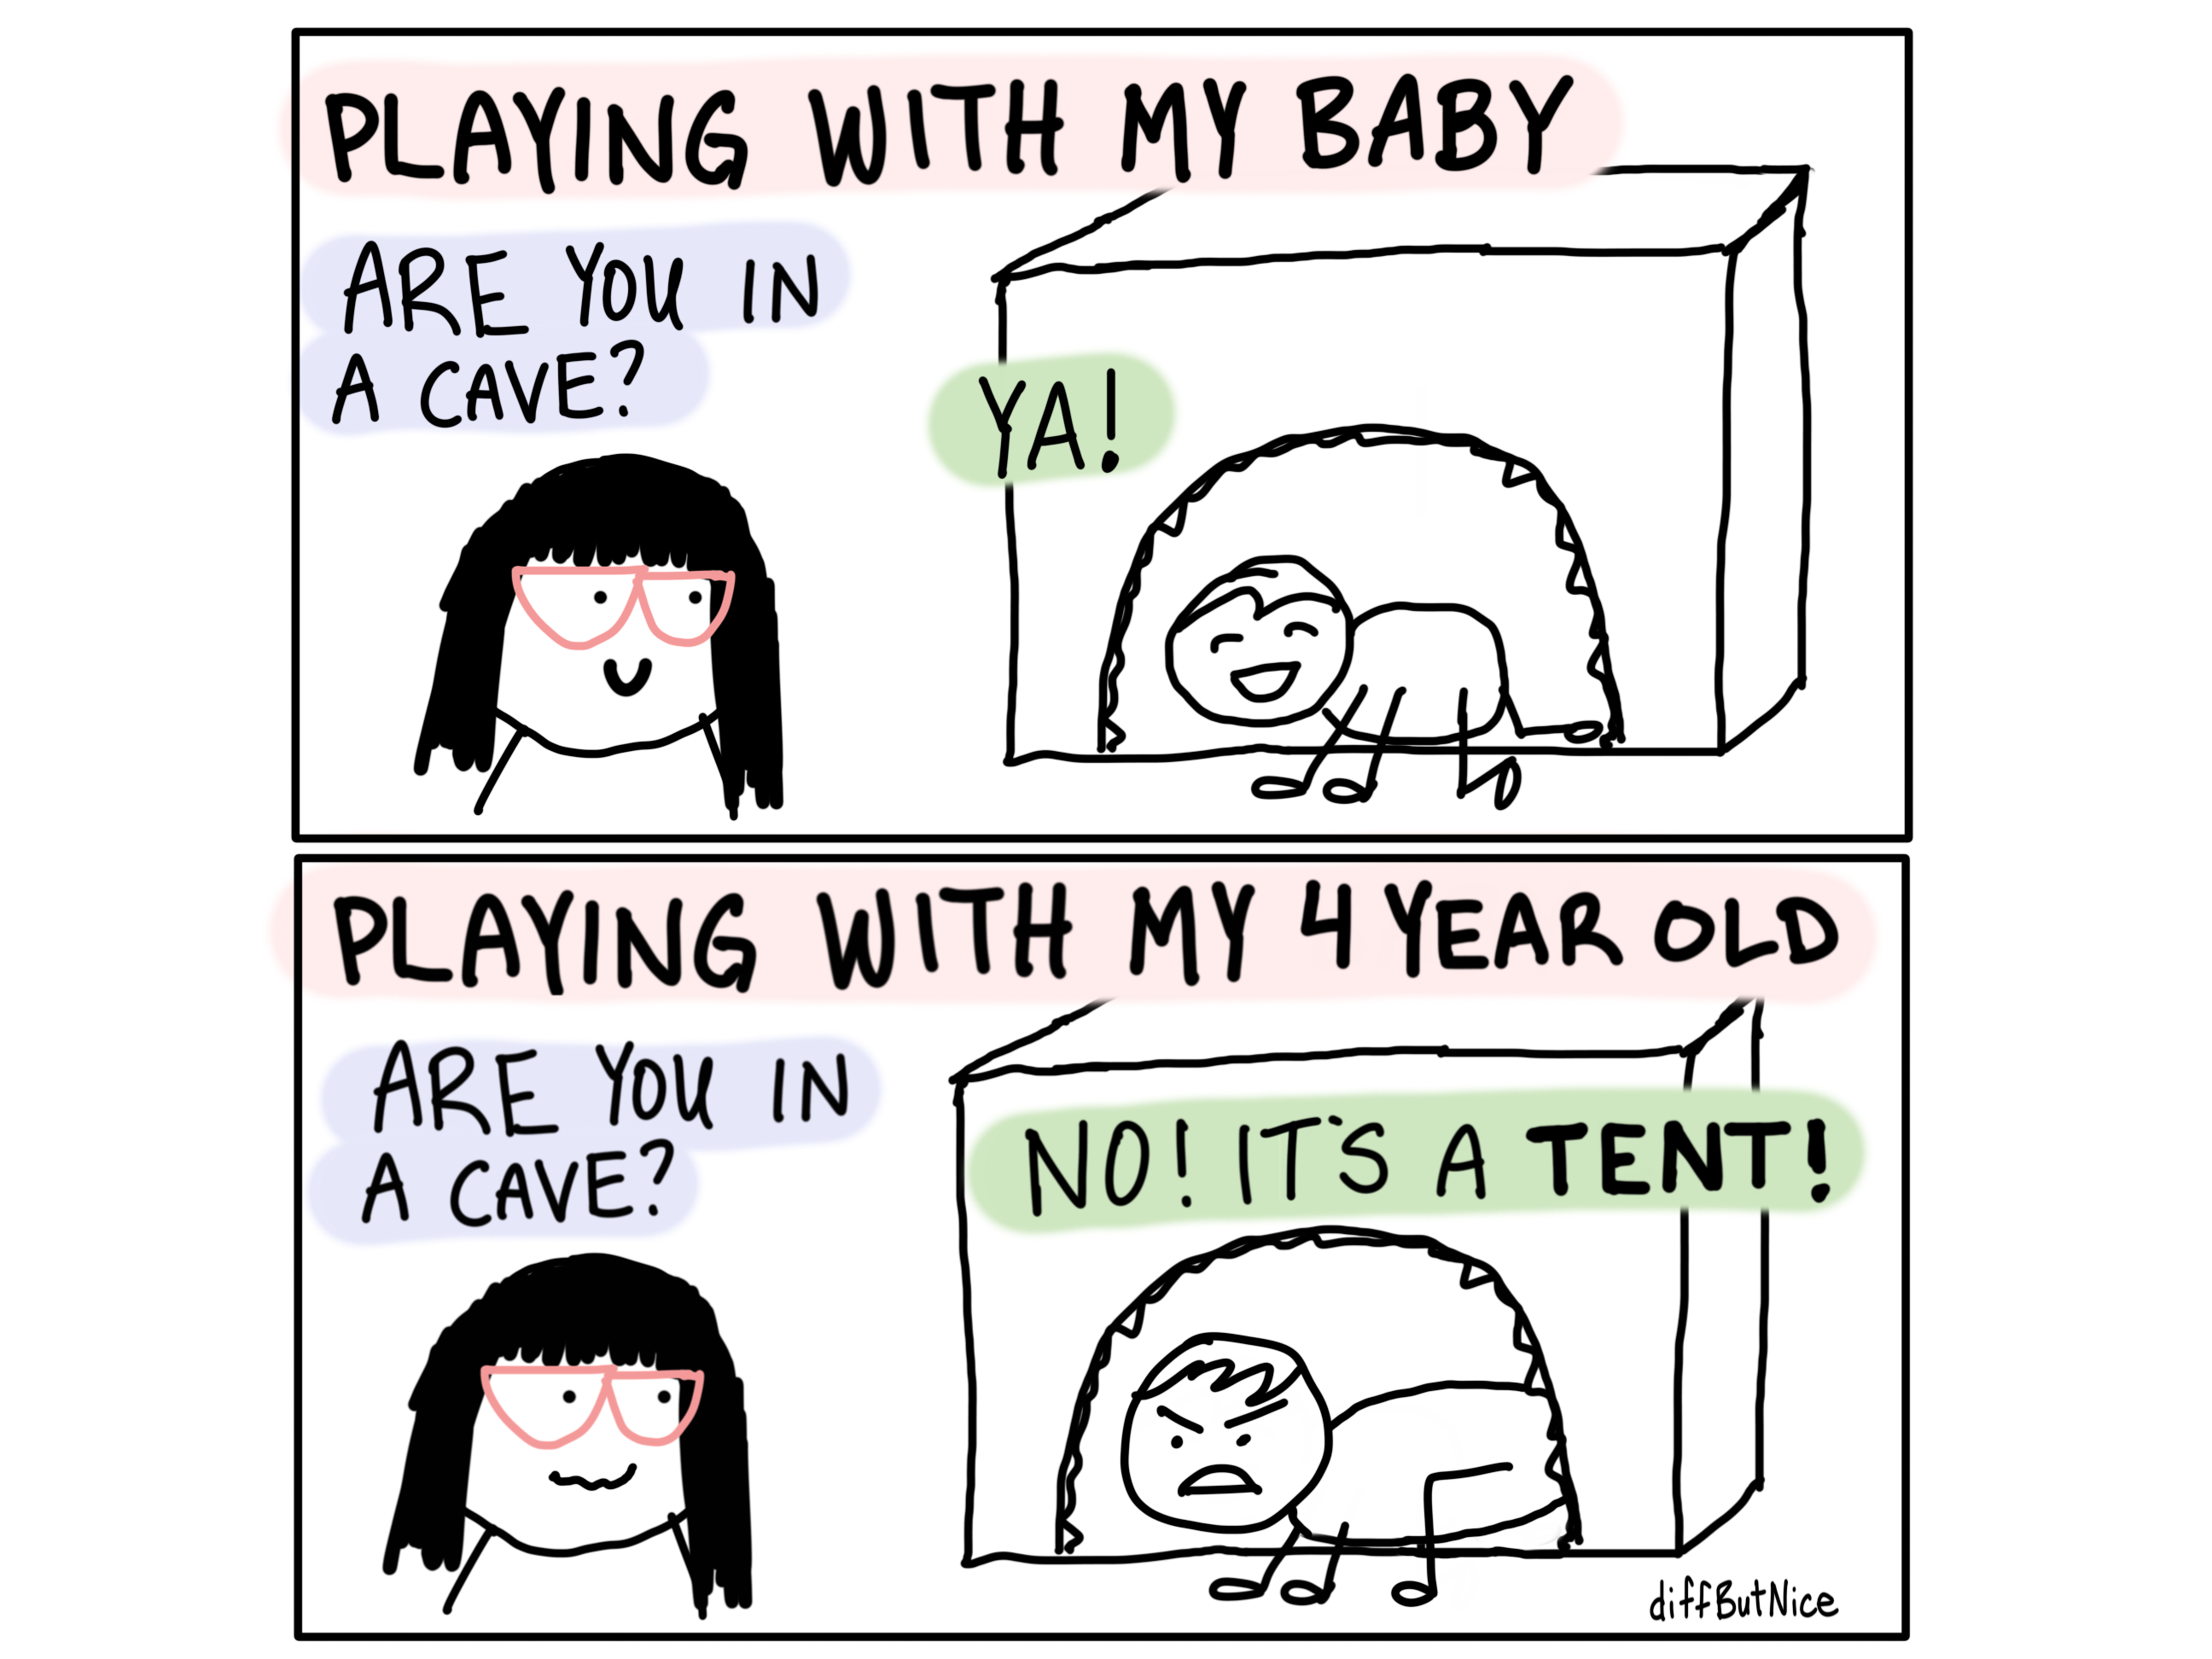 PLAYING WITH MY BABY
ARE YOU IN
A CAVE?
YA!
PLAYING WITH MY 4 YEAR OLD
ARE YOU IN
A CAVE?
NO! IT'S A TENT!
diffButNice